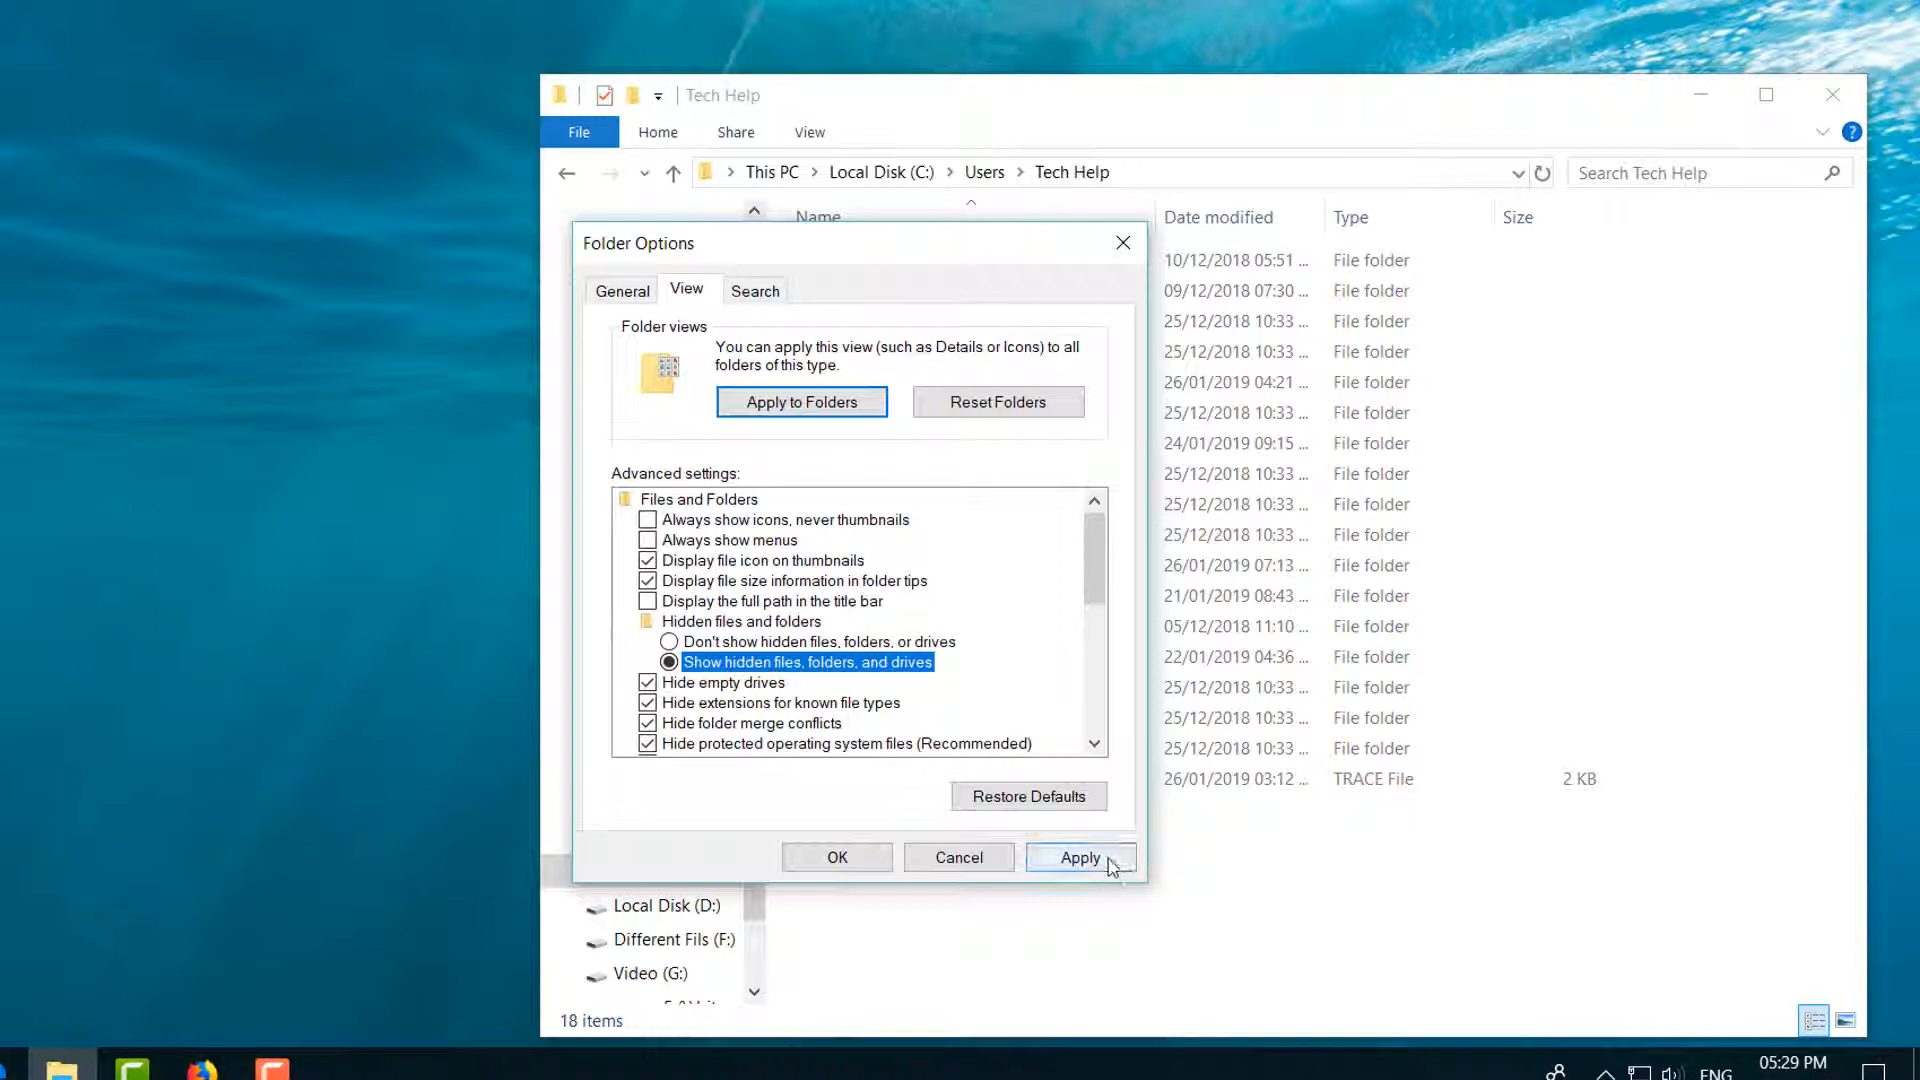 Tech Help
File Home Share View
This PC Local Disk (C:) Users Tech Help
Search Tech Help
Name Date modified Type Size
Folder Options
General View Search
Folder views
You can apply this view (such as Details or Icons) to all
folders of this type.
Apply to Folders Reset Folders
Advanced settings:
Files and Folders
Always show icons, never thumbnails
Always show menus
Display file icon on thumbnails
Display file size information in folder tips
Display the full path in the title bar
Hidden files and folders
Don't show hidden files, folders, or drives
Show hidden files, folders, and drives
Hide empty drives
Hide extensions for known file types
Hide folder merge conflicts
Hide protected operating system files (Recommended)
Restore Defaults
OK Cancel Apply
10/12/2018 05:51 ... File folder
09/12/2018 07:30 ... File folder
25/12/2018 10:33 ... File folder
25/12/2018 10:33 ... File folder
26/01/2019 04:21 ... File folder
25/12/2018 10:33 ... File folder
24/01/2019 09:15 ... File folder
25/12/2018 10:33 ... File folder
25/12/2018 10:33 ... File folder
25/12/2018 10:33 ... File folder
26/01/2019 07:13 ... File folder
21/01/2019 08:43 ... File folder
05/12/2018 11:10 ... File folder
22/01/2019 04:36 ... File folder
25/12/2018 10:33 ... File folder
25/12/2018 10:33 ... File folder
25/12/2018 10:33 ... File folder
26/01/2019 03:12 ... TRACE File 2 KB
Local Disk (D:)
Different Fils (F:)
Video (G:)
18 items
ENG
05:29 PM